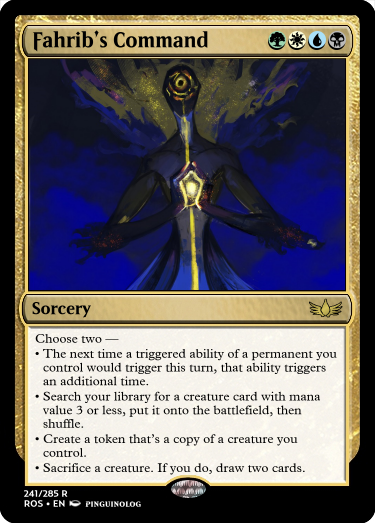 Fahrib's Command
Sorcery
Choose two —
• The next time a triggered ability of a permanent you
control would trigger this turn, that ability triggers
an additional time.
• Search your library for a creature card with mana
value 3 or less, put it onto the battlefield, then
shuffle.
• Create a token that's a copy of a creature you
control.
• Sacrifice a creature. If you do, draw two cards.
241/285 R
ROS • EN PINGUINOLOG